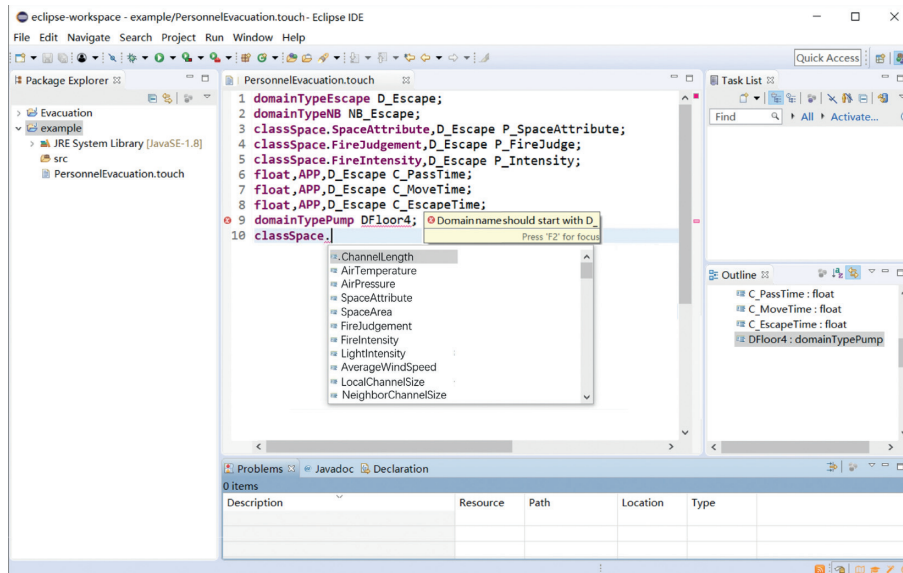 eclipse-workspace - example/PersonnelEvacuation.touch - Eclipse IDE
File Edit Navigate Search Project Run Window Help
Quick Access
Package Explorer
Evacuation
example
JRE System Library [JavaSE-1.8]
src
PersonnelEvacuation.touch
PersonnelEvacuation.touch
1 domainTypeEscape D_Escape;
2 domainTypeNB NB_Escape;
3 classSpace.SpaceAttribute,D_Escape P_SpaceAttribute;
4 classSpace.FireJudgement,D_Escape P_FireJudge;
5 classSpace.FireIntensity,D_Escape P_Intensity;
6 float,APP,D_Escape C_PassTime;
7 float,APP,D_Escape C_MoveTime;
8 float,APP,D_Escape C_EscapeTime;
9 domainTypePump DFloor4;
Domain name should start with D_
Press 'F2' for focus
10 classSpace.
.ChannelLength
AirTemperature
AirPressure
SpaceAttribute
SpaceArea
FireJudgement
FireIntensity
LightIntensity
AverageWindSpeed
LocalChannelSize
NeighborChannelSize
Task List
Find All Activate...
Outline
C_PassTime : float
C_MoveTime : float
C_EscapeTime : float
DFloor4 : domainTypePump
Problems Javadoc Declaration
0 items
Description Resource Path Location Type